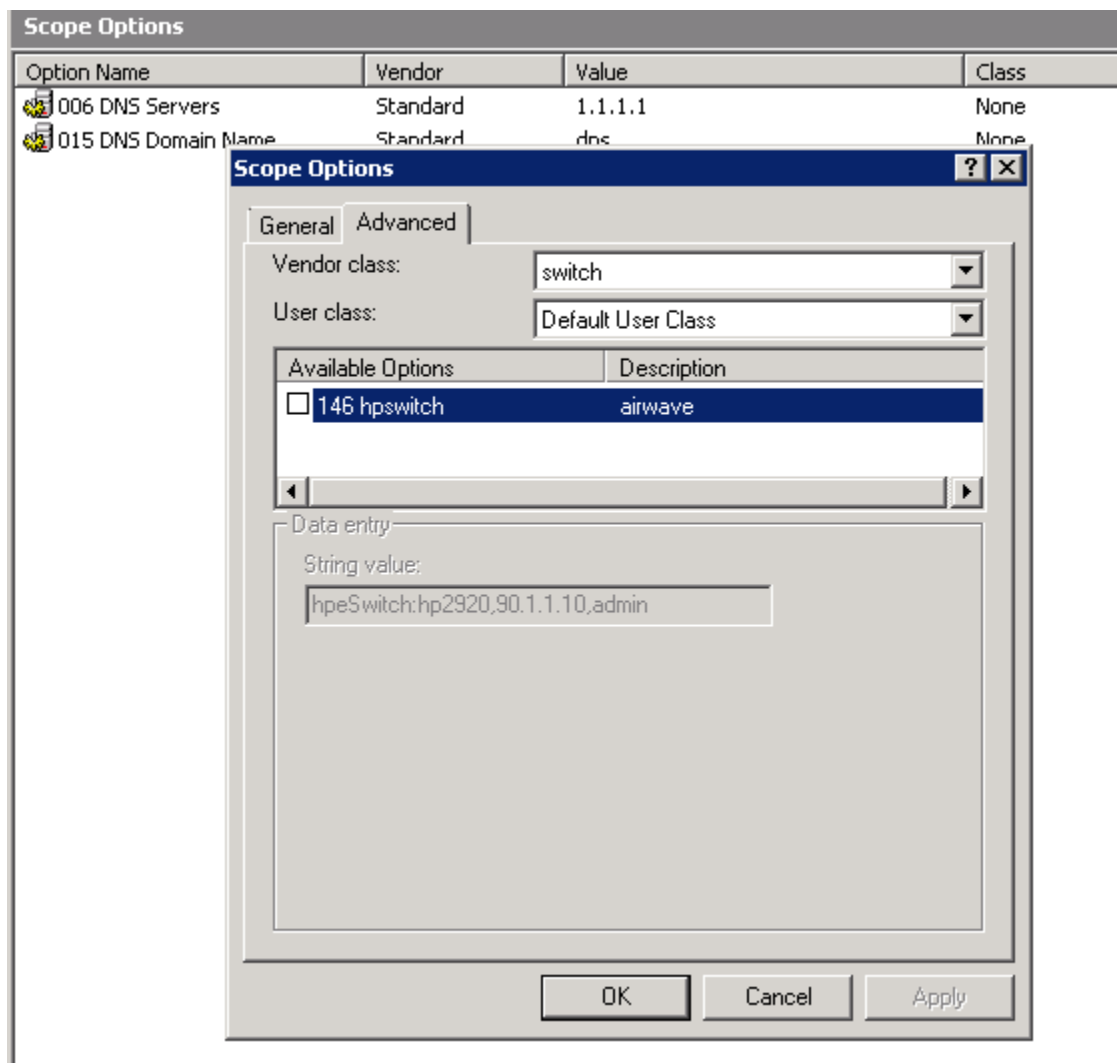 Scope Options
Option Name Vendor Value Class
006 DNS Servers Standard 1.1.1.1 None
015 DNS Domain Name Standard dns None
Scope Options
General Advanced
Vendor class: switch
User class: Default User Class
Available Options Description
146 hpswitch airwave
Data entry
String value:
hpeSwitch:hp2920,90.1.1.10,admin
OK Cancel Apply